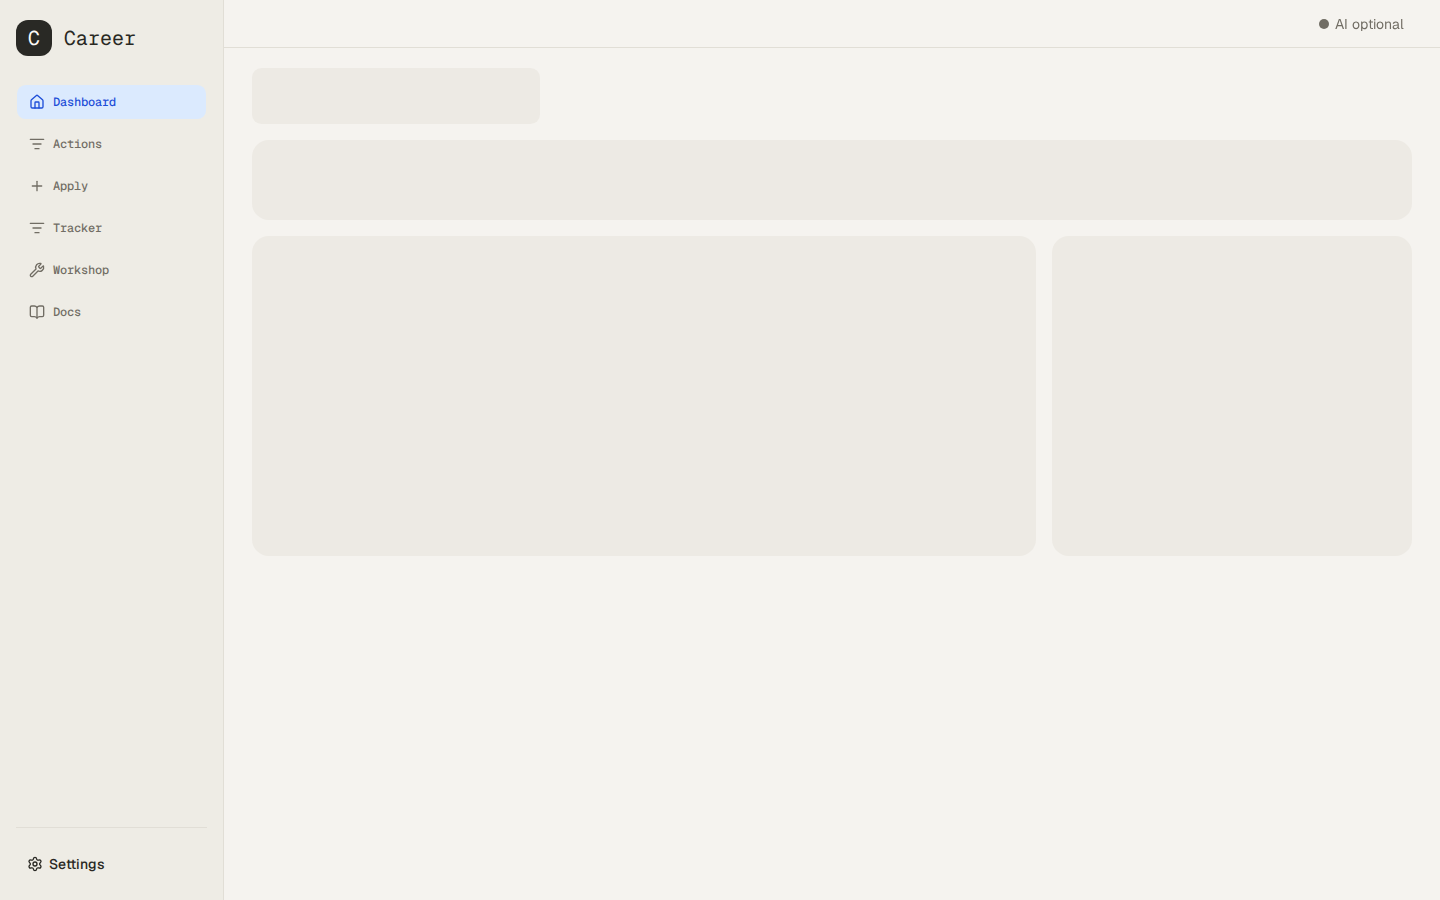 C Career
AI optional
Dashboard
Actions
Apply
Tracker
Workshop
Docs
Settings